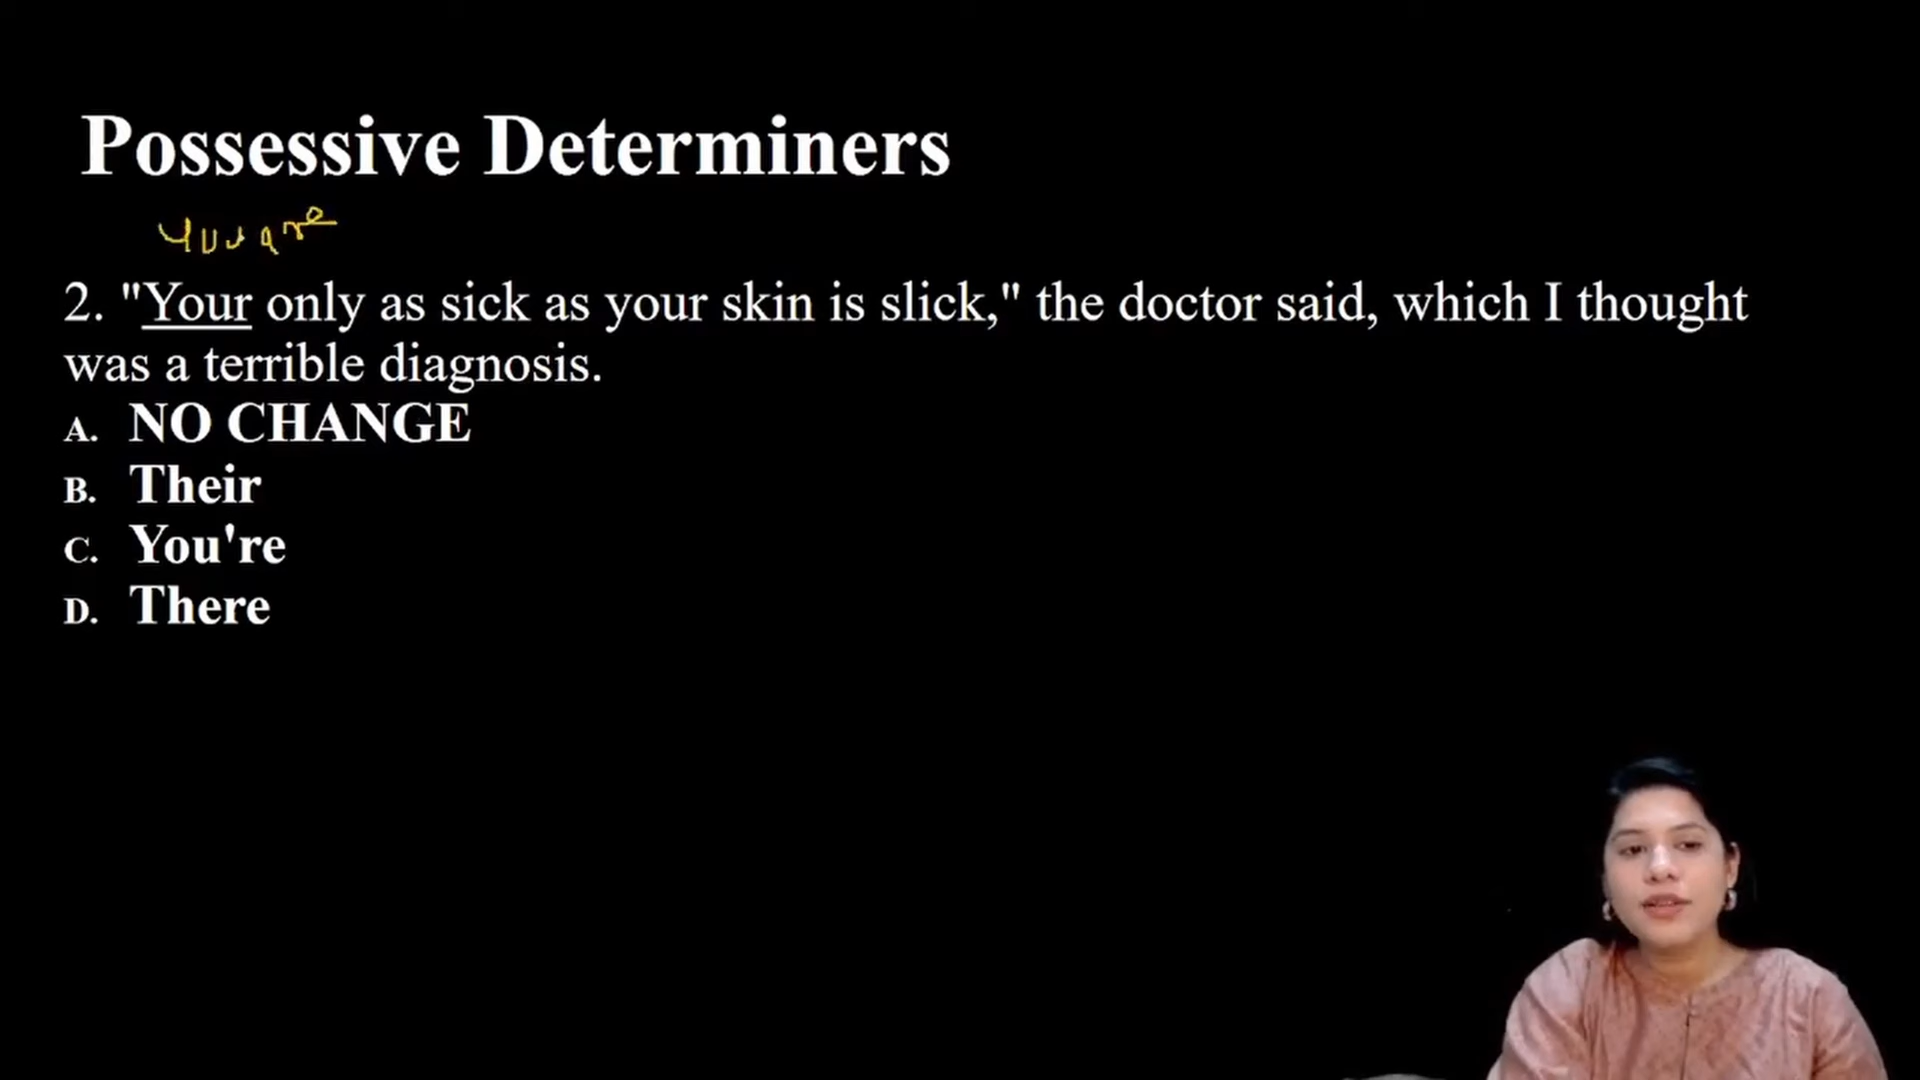 Possessive Determiners
You are
2. "Your only as sick as your skin is slick," the doctor said, which I thought
was a terrible diagnosis.
A. NO CHANGE
B. Their
C. You're
D. There